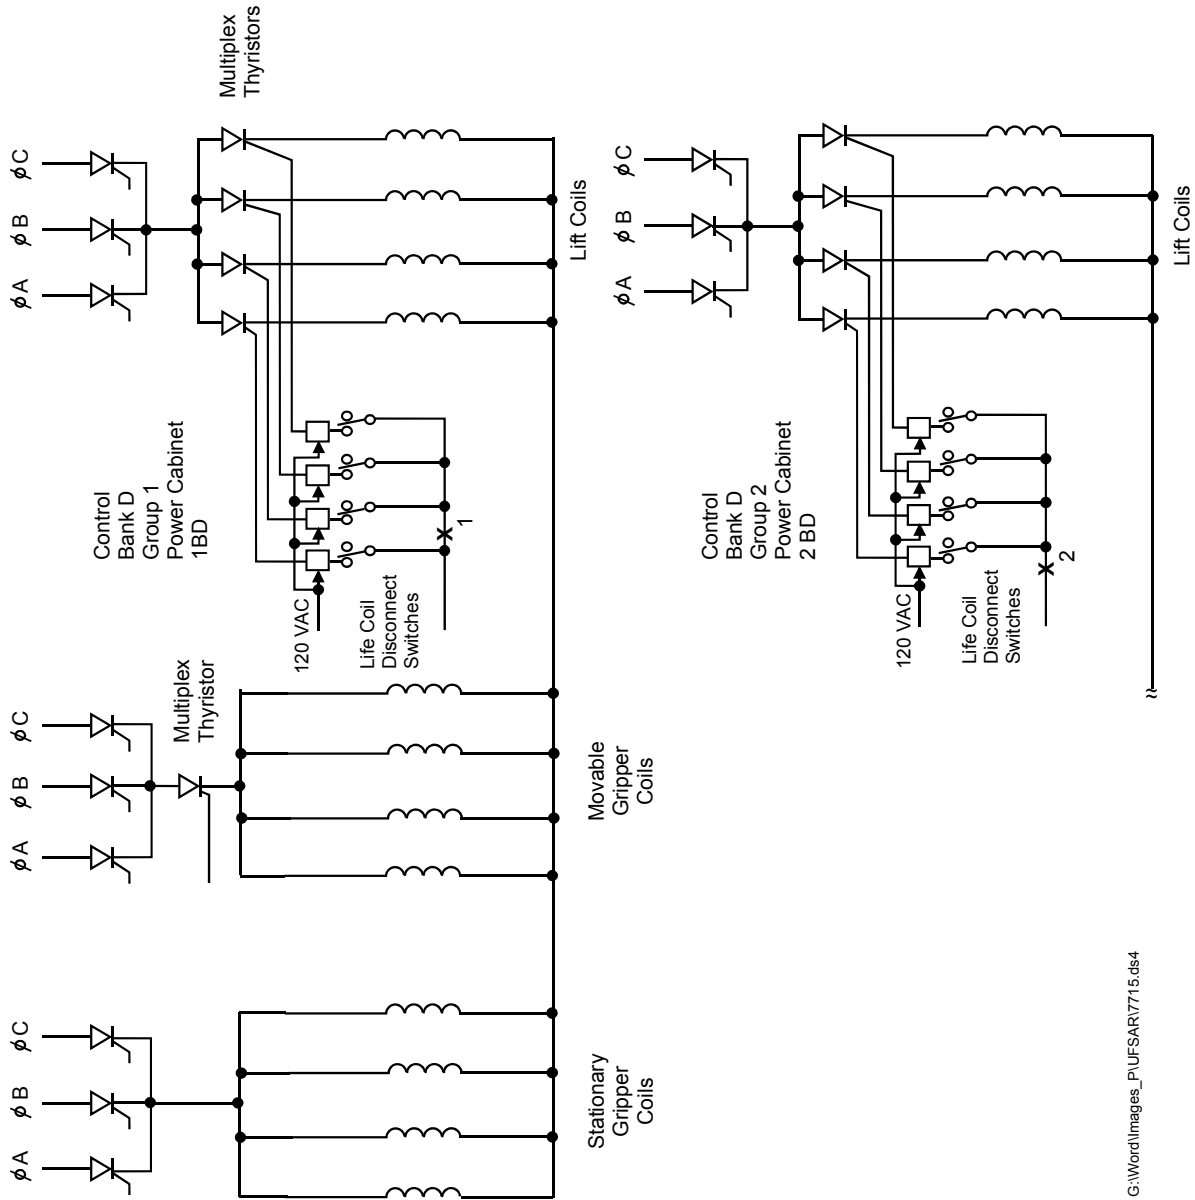 ϕA
ϕB
ϕC
ϕA
ϕB
ϕC
Multiplex
Thyristor
ϕA
ϕB
ϕC
Multiplex
Thyristors
Control
Bank D
Group 1
Power Cabinet
1BD
120 VAC
Life Coil
Disconnect
Switches
1
Stationary
Gripper
Coils
Movable
Gripper
Coils
Lift Coils
ϕA
ϕB
ϕC
Control
Bank D
Group 2
Power Cabinet
2 BD
120 VAC
Life Coil
Disconnect
Switches
2
Lift Coils
≈
G:\Word\Images_P\UFSAR\7715.ds4